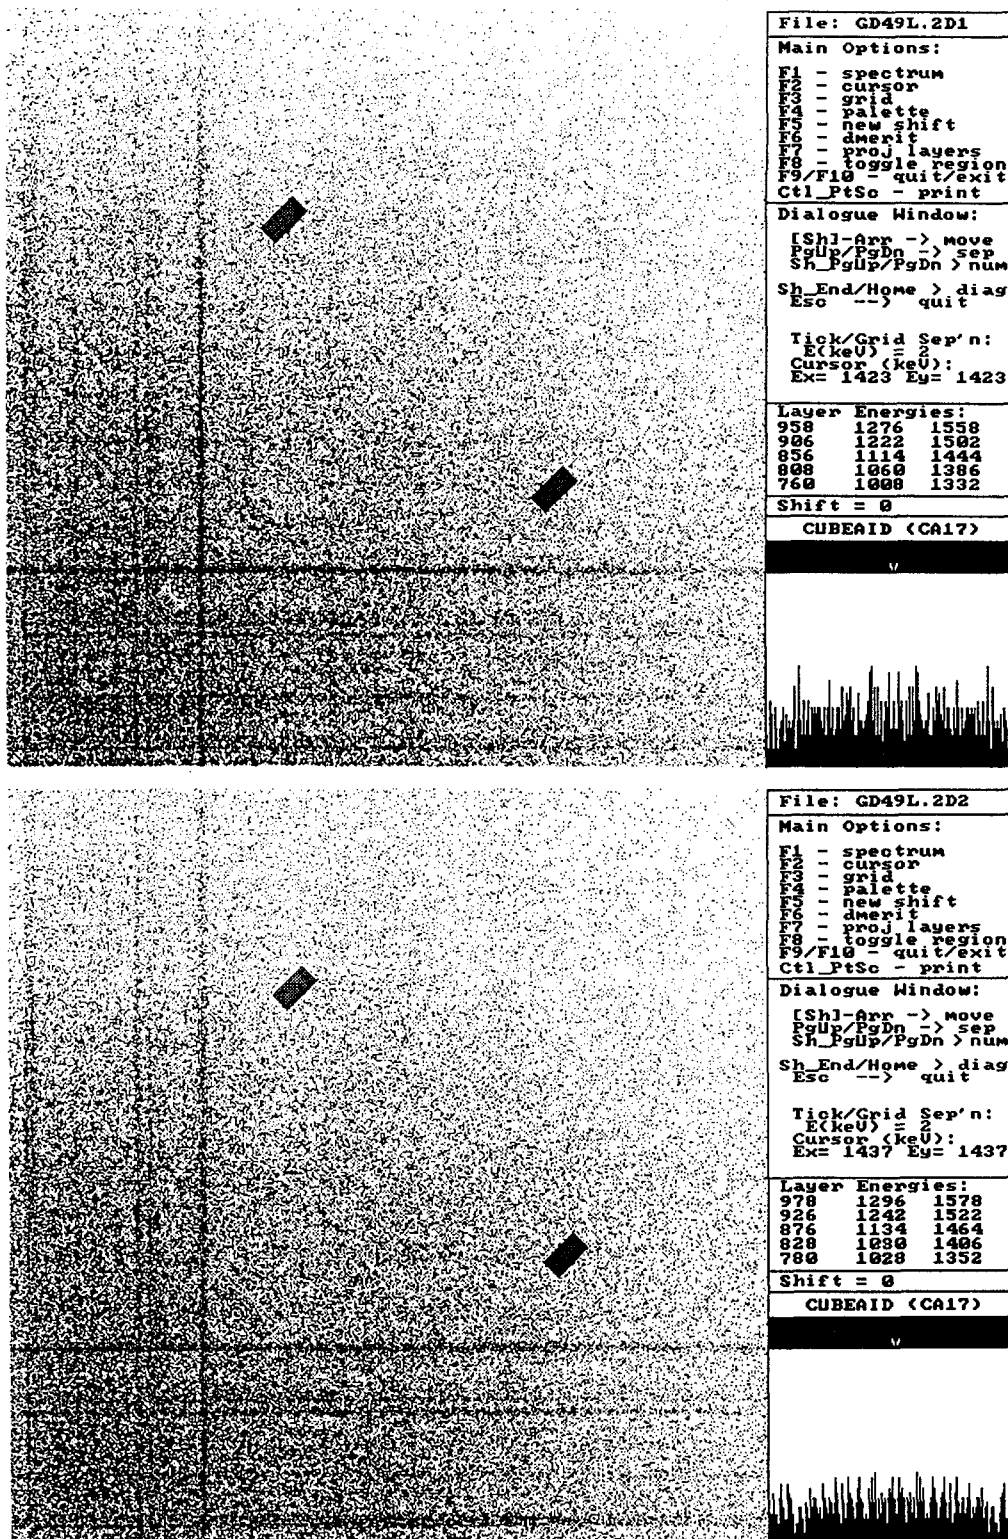 File: GD49L.2D1
Main Options:
F1 - spectrum
F2 - cursor
F3 - grid
F4 - palette
F5 - new shift
F6 - dmerit
F7 - proj layers
F8 - toggle region
F9/F10 - quit/exit
Ctl_PtSc - print
Dialogue Window:
[Sh]-Arr -> move
PgUp/PgDn -> sep
Sh_PgUp/PgDn > num
Sh_End/Home > diag
Esc --> quit
Tick/Grid Sep'n:
E(keV) = 2
Cursor (keV):
Ex= 1423 Ey= 1423
Layer Energies:
958 1276 1558
906 1222 1502
856 1114 1444
808 1060 1386
760 1008 1332
Shift = 0
CUBEAID (CA17)
File: GD49L.2D2
Main Options:
F1 - spectrum
F2 - cursor
F3 - grid
F4 - palette
F5 - new shift
F6 - dmerit
F7 - proj layers
F8 - toggle region
F9/F10 - quit/exit
Ctl_PtSc - print
Dialogue Window:
[Sh]-Arr -> move
PgUp/PgDn -> sep
Sh_PgUp/PgDn > num
Sh_End/Home > diag
Esc --> quit
Tick/Grid Sep'n:
E(keV) = 2
Cursor (keV):
Ex= 1437 Ey= 1437
Layer Energies:
978 1296 1578
926 1242 1522
876 1134 1464
828 1080 1406
780 1028 1352
Shift = 0
CUBEAID (CA17)